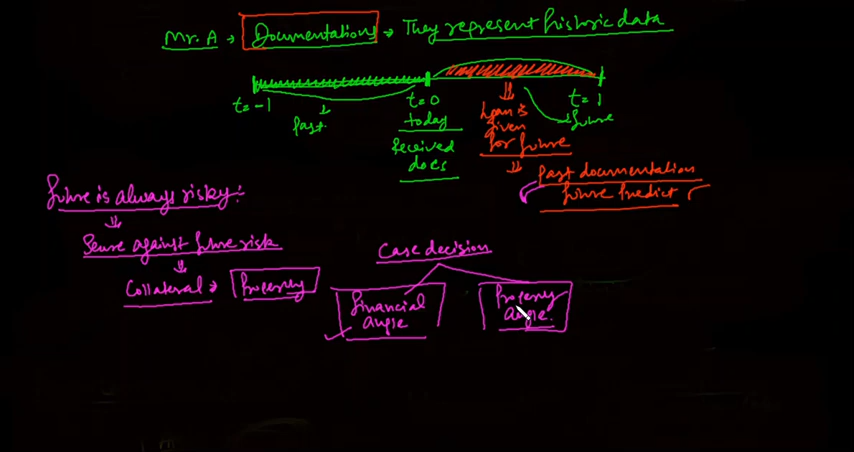 Mr. A → Documentations → They represent historic data
t=-1
t=0
t=1
Past
today
Received
docs
Loan is
given
for future
future
Past documentation
future Predict
future is always risky:
Secure against future risk
Collateral → Property
Case decision
financial
angle
Property
angle.